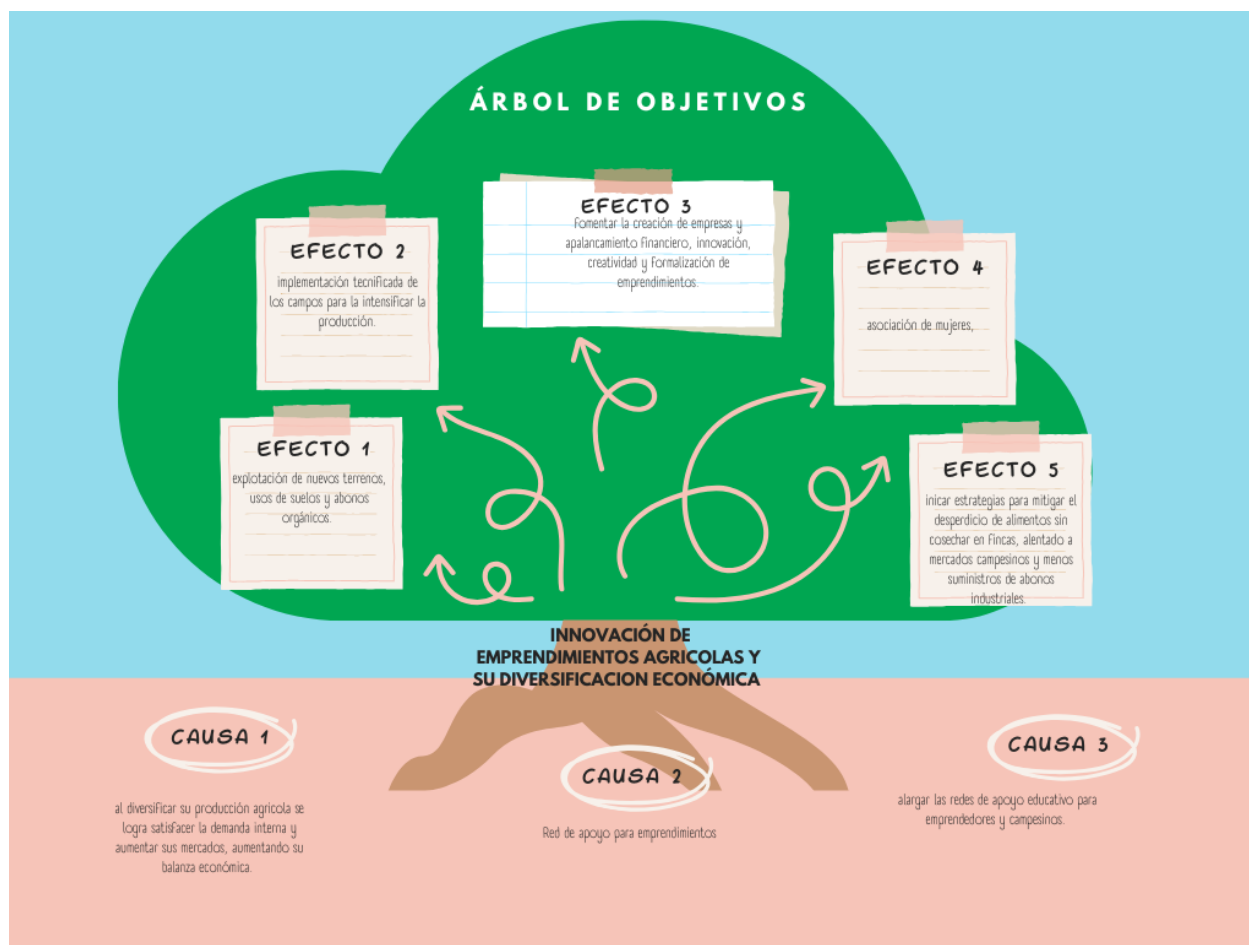 ÁRBOL DE OBJETIVOS
EFECTO 3
Fomentar la creación de empresas y
apalancamiento financiero, innovación,
creatividad y formalización de
emprendimientos.
EFECTO 2
implementación tecnificada de
los campos para la intensificar la
producción.
EFECTO 4
asociación de mujeres,
EFECTO 1
explotación de nuevos terrenos,
usos de suelos y abonos
orgánicos.
EFECTO 5
inicar estrategias para mitigar el
desperdicio de alimentos sin
cosechar en fincas, alentado a
mercados campesinos y menos
suministros de abonos
industriales.
INNOVACIÓN DE
EMPRENDIMIENTOS AGRICOLAS Y
SU DIVERSIFICACION ECONÓMICA
CAUSA 1
al diversificar su producción agricola se
logra satisfacer la demanda interna y
aumentar sus mercados, aumentando su
balanza económica.
CAUSA 2
Red de apoyo para emprendimientos
CAUSA 3
alargar las redes de apoyo educativo para
emprendedores y campesinos.